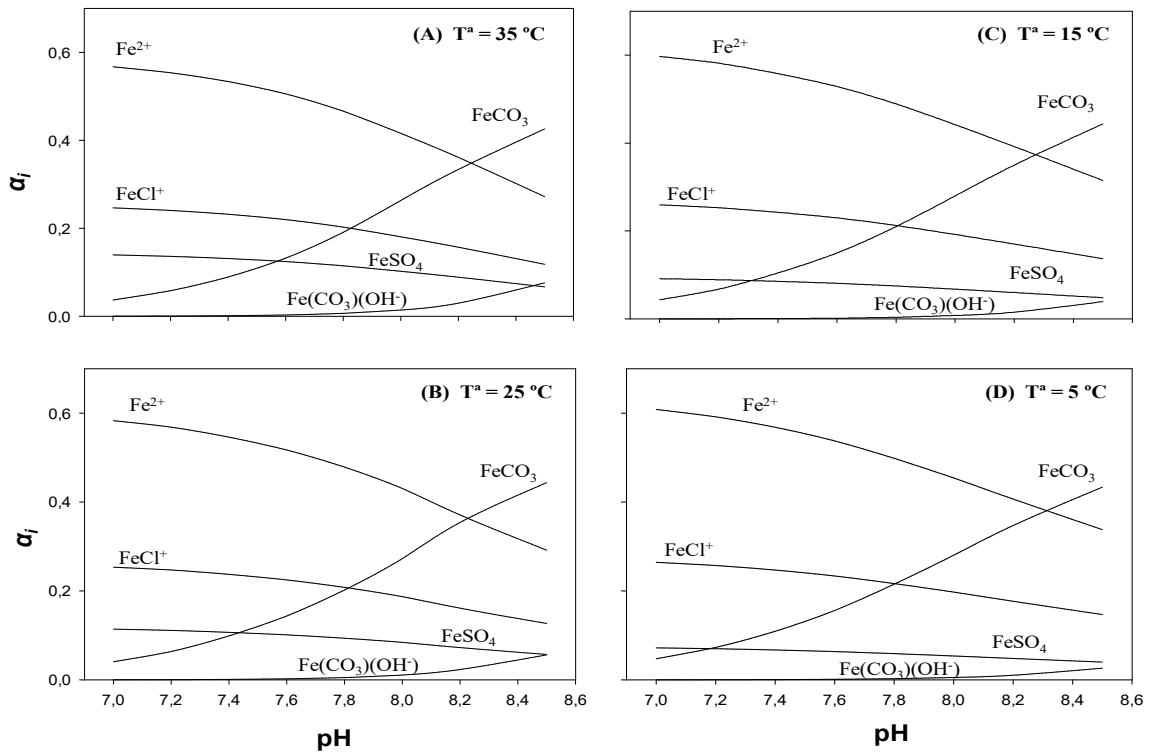 (A) Tª = 35 ºC
Fe2+
FeCO3
FeCl+
FeSO4
Fe(CO3)(OH-)
αi
0,6
0,4
0,2
0,0
(C) Tª = 15 ºC
Fe2+
FeCO3
FeCl+
FeSO4
Fe(CO3)(OH-)
(B) Tª = 25 ºC
Fe2+
FeCO3
FeCl+
FeSO4
Fe(CO3)(OH-)
αi
0,6
0,4
0,2
0,0
7,0 7,2 7,4 7,6 7,8 8,0 8,2 8,4 8,6
pH
(D) Tª = 5 ºC
Fe2+
FeCO3
FeCl+
FeSO4
Fe(CO3)(OH-)
7,0 7,2 7,4 7,6 7,8 8,0 8,2 8,4 8,6
pH